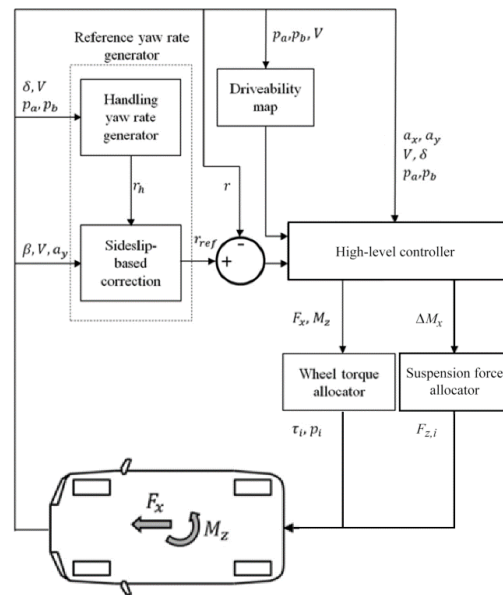 Reference yaw rate
generator
p_a, p_b, V
δ, V
p_a, p_b
Handling
yaw rate
generator
Driveability
map
a_x, a_y
V, δ
p_a, p_b
r_h
r
β, V, a_y
Sideslip-
based
correction
r_ref
+
-
High-level controller
F_x, M_z
ΔM_x
Wheel torque
allocator
Suspension force
allocator
τ_i, p_i
F_z,i
F_x
M_z